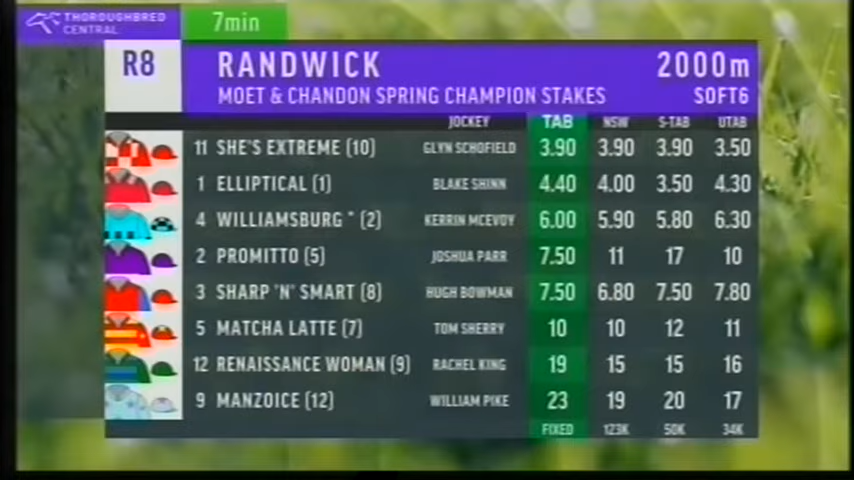 THOROUGHBRED CENTRAL
7min
R8 RANDWICK 2000m
MOET & CHANDON SPRING CHAMPION STAKES SOFT6
JOCKEY TAB NSW S-TAB UTAB
11 SHE'S EXTREME (10) GLYN SCHOFIELD 3.90 3.90 3.90 3.50
1 ELLIPTICAL (1) BLAKE SHINN 4.40 4.00 3.50 4.30
4 WILLIAMSBURG * (2) KERRIN MCEVOY 6.00 5.90 5.80 6.30
2 PROMITTO (5) JOSHUA PARR 7.50 11 17 10
3 SHARP 'N' SMART (8) HUGH BOWMAN 7.50 6.80 7.50 7.80
5 MATCHA LATTE (7) TOM SHERRY 10 10 12 11
12 RENAISSANCE WOMAN (9) RACHEL KING 19 15 15 16
9 MANZOICE (12) WILLIAM PIKE 23 19 20 17
FIXED 123K 50K 34K